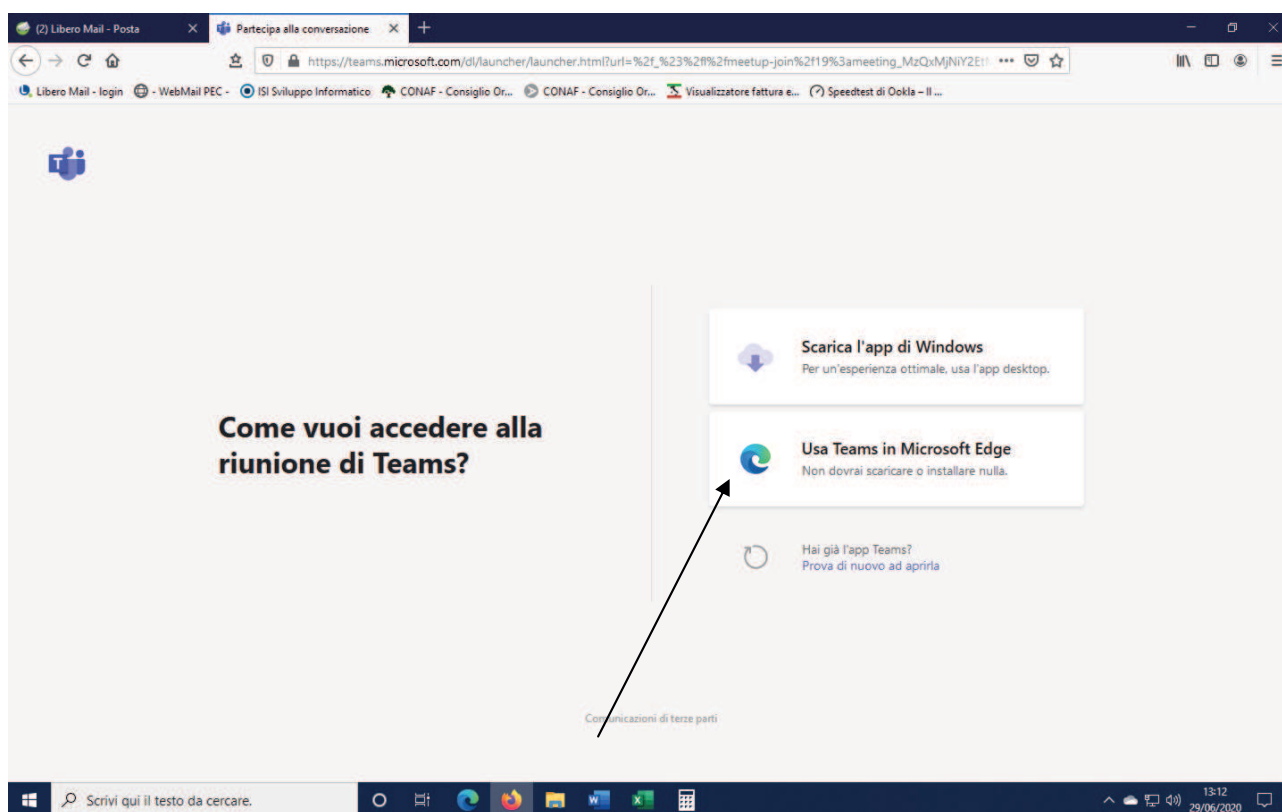 (2) Libero Mail - Posta
Partecipa alla conversazione
https://teams.microsoft.com/dl/launcher/launcher.html?url=%2f_%23%2fl%2fmeetup-join%2f19%3ameeting_MzQxMjNiY2Et
Libero Mail - login
- WebMail PEC -
ISI Sviluppo Informatico
CONAF - Consiglio Or...
CONAF - Consiglio Or...
Visualizzatore fattura e...
Speedtest di Ookla – Il ...
T
Scarica l'app di Windows
Per un'esperienza ottimale, usa l'app desktop.
Come vuoi accedere alla
riunione di Teams?
Usa Teams in Microsoft Edge
Non dovrai scaricare o installare nulla.
Hai già l'app Teams?
Prova di nuovo ad aprirla
Comunicazioni di terze parti
Scrivi qui il testo da cercare.
13:12
29/06/2020